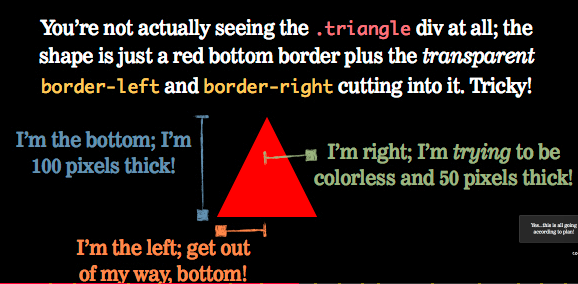 You're not actually seeing the .triangle div at all; the
shape is just a red bottom border plus the transparent
border-left and border-right cutting into it. Tricky!
I'm the bottom; I'm
100 pixels thick!
I'm right; I'm trying to be
colorless and 50 pixels thick!
Yes...this is all going
according to plan!
I'm the left; get out
of my way, bottom!